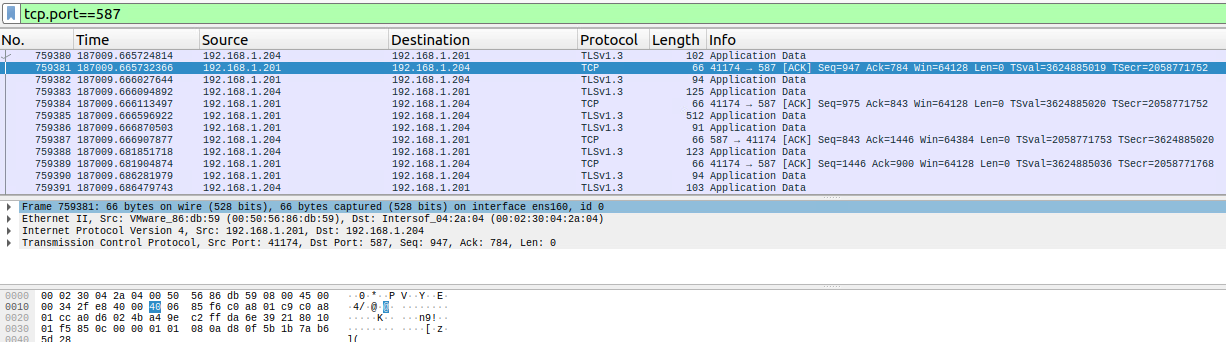 tcp.port==587
No. Time Source Destination Protocol Length Info
759380 187009.665724814 192.168.1.204 192.168.1.201 TLSv1.3 102 Application Data
759381 187009.665732366 192.168.1.201 192.168.1.204 TCP 66 41174 → 587 [ACK] Seq=947 Ack=784 Win=64128 Len=0 TSval=3624885019 TSecr=2058771752
759382 187009.666027644 192.168.1.201 192.168.1.204 TLSv1.3 94 Application Data
759383 187009.666094892 192.168.1.204 192.168.1.201 TLSv1.3 125 Application Data
759384 187009.666113497 192.168.1.201 192.168.1.204 TCP 66 41174 → 587 [ACK] Seq=975 Ack=843 Win=64128 Len=0 TSval=3624885020 TSecr=2058771752
759385 187009.666596922 192.168.1.201 192.168.1.204 TLSv1.3 512 Application Data
759386 187009.666870503 192.168.1.201 192.168.1.204 TLSv1.3 91 Application Data
759387 187009.666907877 192.168.1.204 192.168.1.201 TCP 66 587 → 41174 [ACK] Seq=843 Ack=1446 Win=64384 Len=0 TSval=2058771753 TSecr=3624885020
759388 187009.681851718 192.168.1.204 192.168.1.201 TLSv1.3 123 Application Data
759389 187009.681904874 192.168.1.201 192.168.1.204 TCP 66 41174 → 587 [ACK] Seq=1446 Ack=900 Win=64128 Len=0 TSval=3624885036 TSecr=2058771768
759390 187009.686281979 192.168.1.201 192.168.1.204 TLSv1.3 94 Application Data
759391 187009.686479743 192.168.1.204 192.168.1.201 TLSv1.3 103 Application Data
Frame 759381: 66 bytes on wire (528 bits), 66 bytes captured (528 bits) on interface ens160, id 0
Ethernet II, Src: VMware_86:db:59 (00:50:56:86:db:59), Dst: Intersof_04:2a:04 (00:02:30:04:2a:04)
Internet Protocol Version 4, Src: 192.168.1.201, Dst: 192.168.1.204
Transmission Control Protocol, Src Port: 41174, Dst Port: 587, Seq: 947, Ack: 784, Len: 0
0000 00 02 30 04 2a 04 00 50 56 86 db 59 08 00 45 00 ··0·*··P V··Y··E·
0010 00 34 2f e8 40 00 40 06 85 f6 c0 a8 01 c9 c0 a8 ·4/·@·@· ········
0020 01 cc a0 d6 02 4b a4 9e c2 ff da 6e 39 21 80 10 ·····K·· ···n9!··
0030 01 f5 85 0c 00 00 01 01 08 0a d8 0f 5b 1b 7a b6 ········ ····[·z·
0040 5d 28 ](